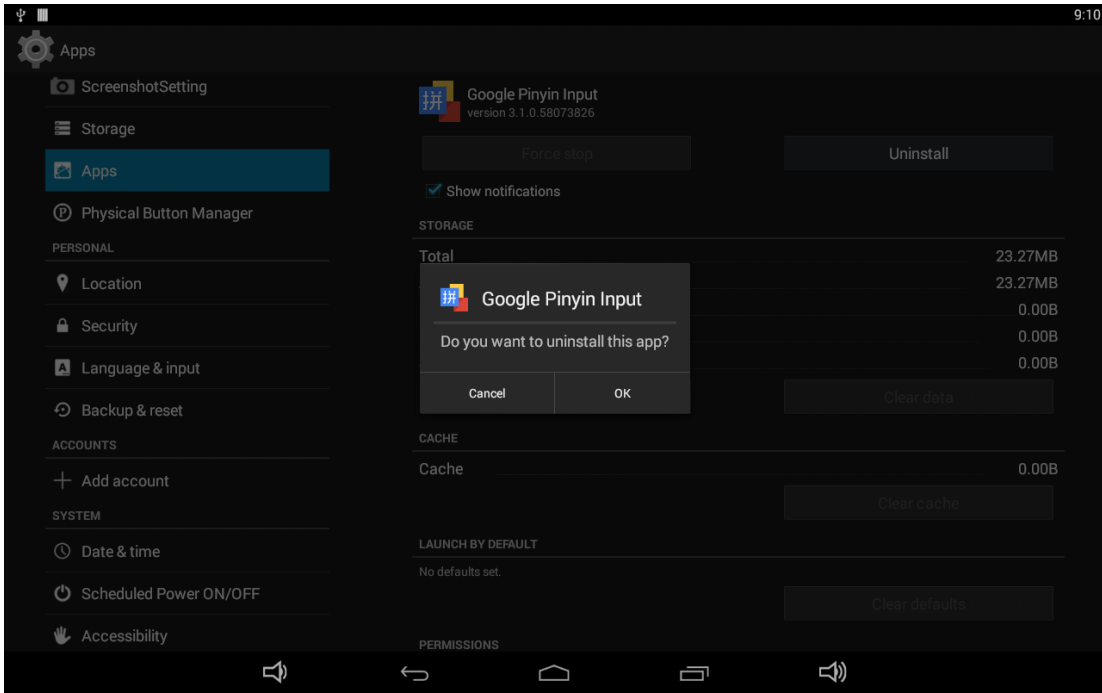 9:10
Apps
ScreenshotSetting
Storage
Apps
Physical Button Manager
PERSONAL
Location
Security
Language & input
Backup & reset
ACCOUNTS
Add account
SYSTEM
Date & time
Scheduled Power ON/OFF
Accessibility
拼
Google Pinyin Input
version 3.1.0.58073826
Force stop
Uninstall
Show notifications
STORAGE
Total 23.27MB
23.27MB
0.00B
0.00B
0.00B
Clear data
拼
Google Pinyin Input
Do you want to uninstall this app?
Cancel OK
CACHE
Cache 0.00B
Clear cache
LAUNCH BY DEFAULT
No defaults set.
Clear defaults
PERMISSIONS